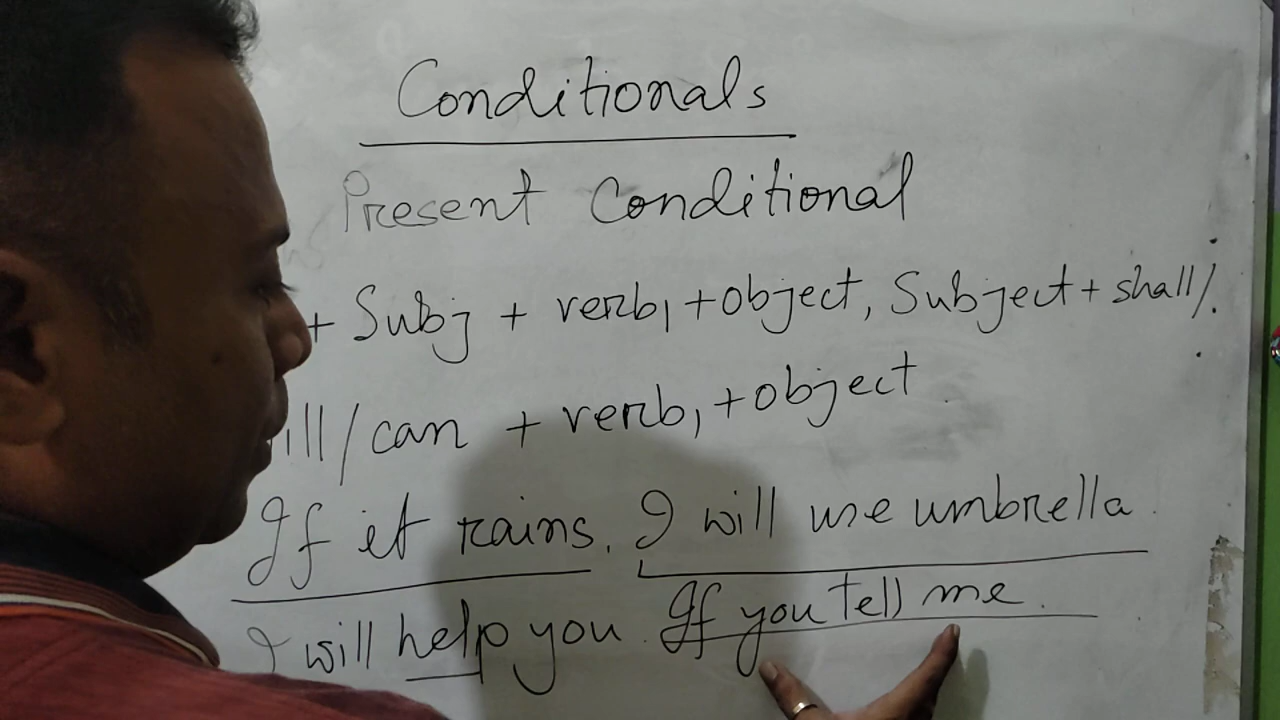 Conditionals
Present Conditional
+ Subj + verb1 + object, Subject + shall/
ill/can + verb1 + object
If it rains, I will use umbrella.
I will help you If you tell me.